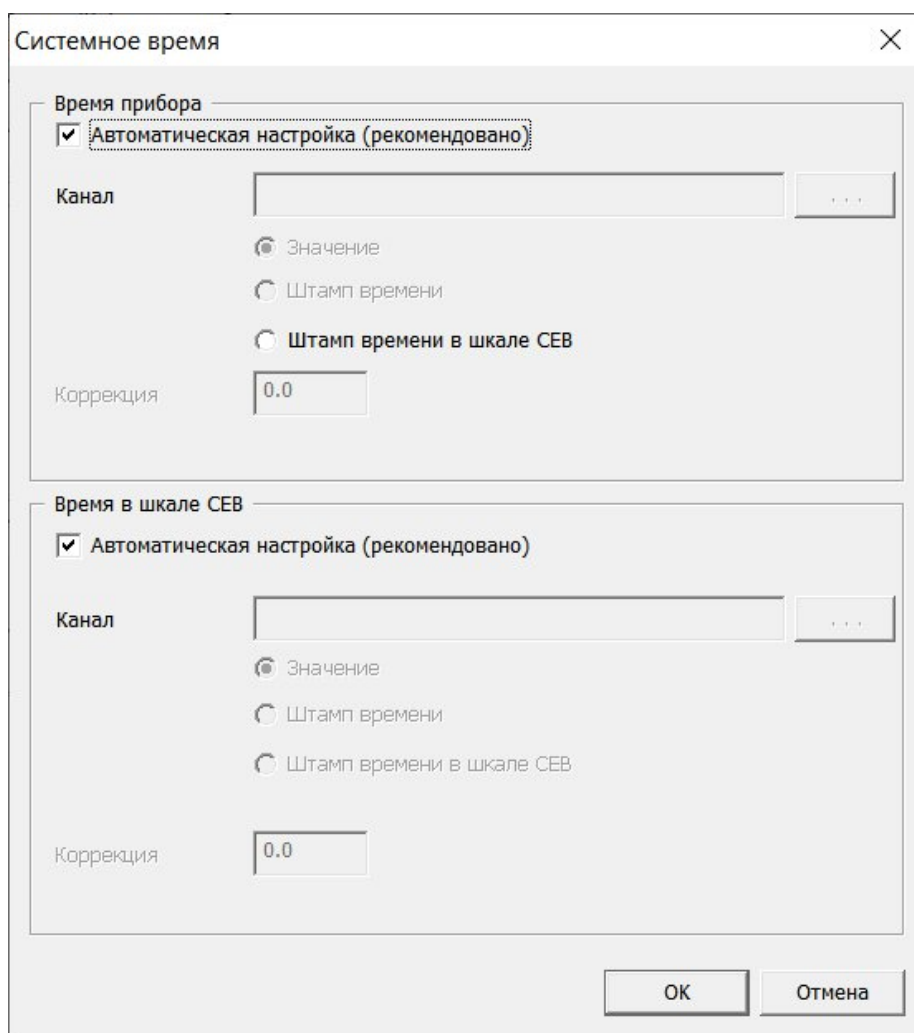 Системное время
Время прибора
Автоматическая настройка (рекомендовано)
Канал
...
Значение
Штамп времени
Штамп времени в шкале СЕВ
Коррекция
0.0
Время в шкале СЕВ
Автоматическая настройка (рекомендовано)
Канал
...
Значение
Штамп времени
Штамп времени в шкале СЕВ
Коррекция
0.0
OK Отмена